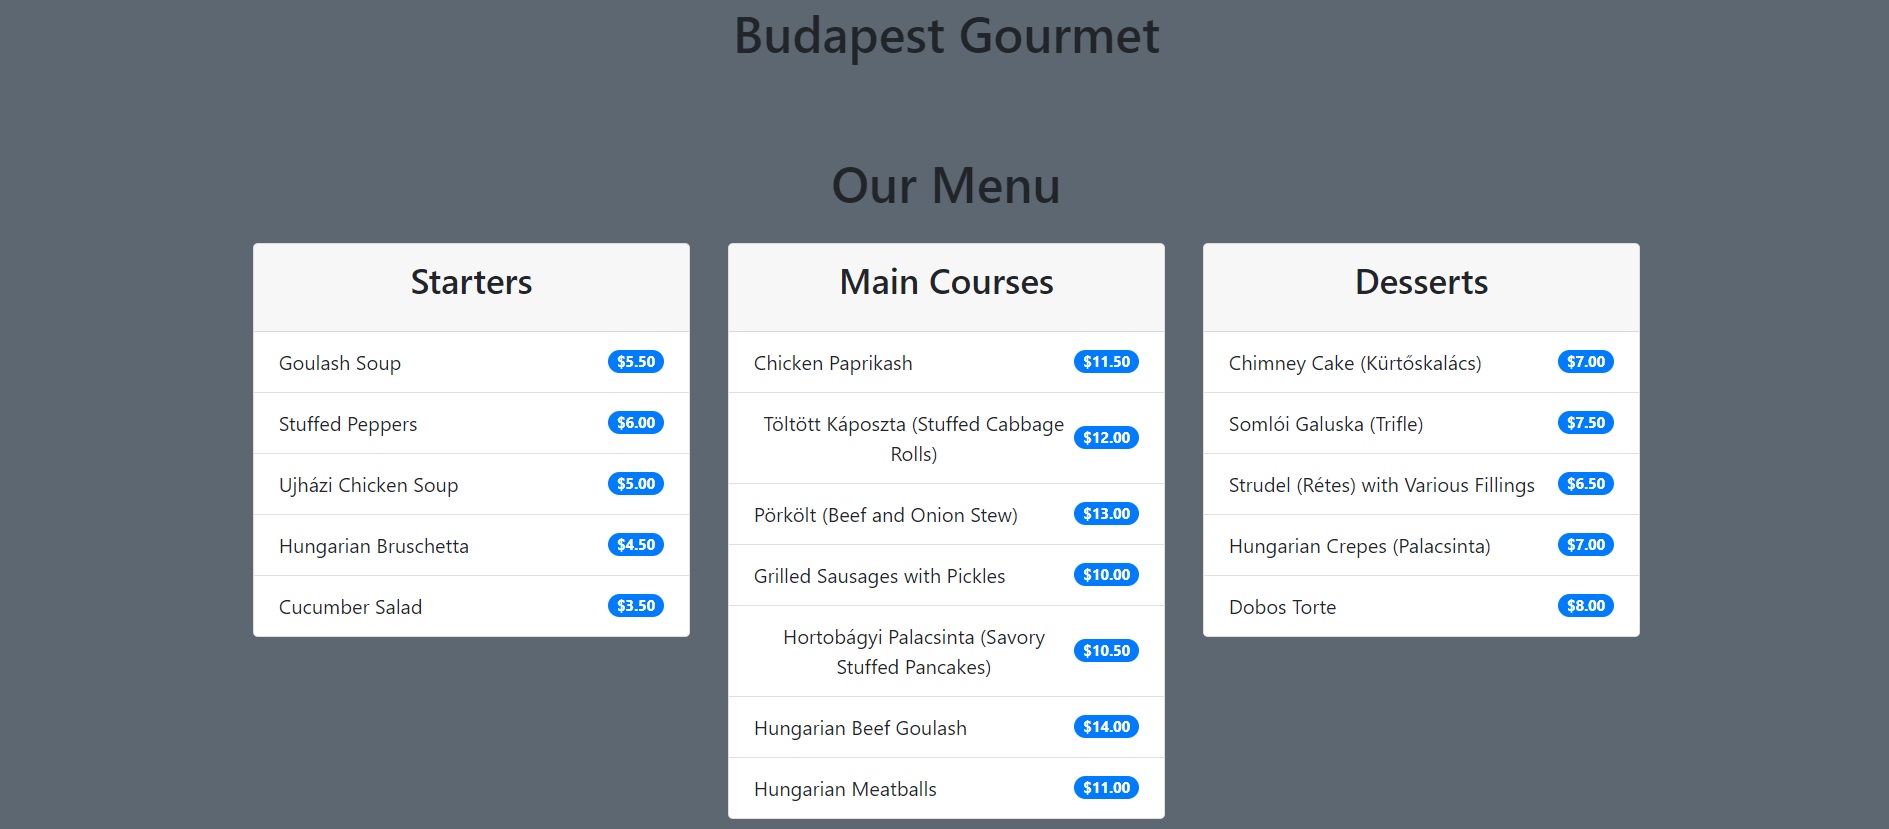 Budapest Gourmet
Our Menu
Starters
Goulash Soup $5.50
Stuffed Peppers $6.00
Ujházi Chicken Soup $5.00
Hungarian Bruschetta $4.50
Cucumber Salad $3.50
Main Courses
Chicken Paprikash $11.50
Töltött Káposzta (Stuffed Cabbage
Rolls) $12.00
Pörkölt (Beef and Onion Stew) $13.00
Grilled Sausages with Pickles $10.00
Hortobágyi Palacsinta (Savory
Stuffed Pancakes) $10.50
Hungarian Beef Goulash $14.00
Hungarian Meatballs $11.00
Desserts
Chimney Cake (Kürtőskalács) $7.00
Somlói Galuska (Trifle) $7.50
Strudel (Rétes) with Various Fillings $6.50
Hungarian Crepes (Palacsinta) $7.00
Dobos Torte $8.00